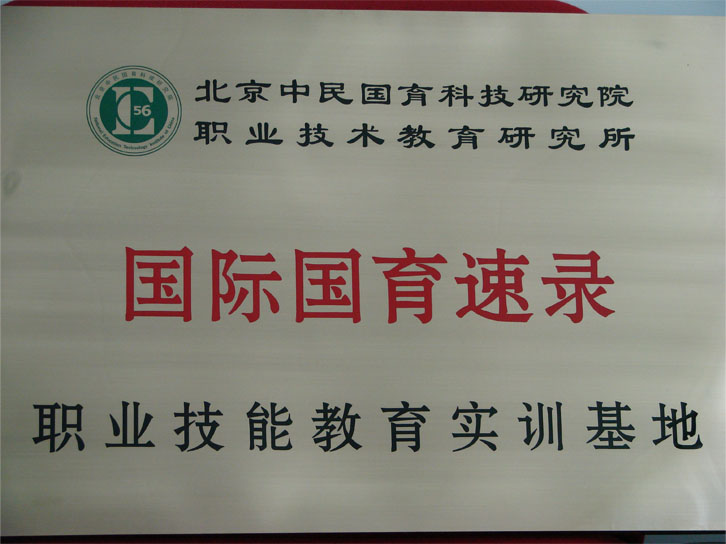 北京中民国育科技研究院
职业技术教育研究所
56
国际国育速录
职业技能教育实训基地